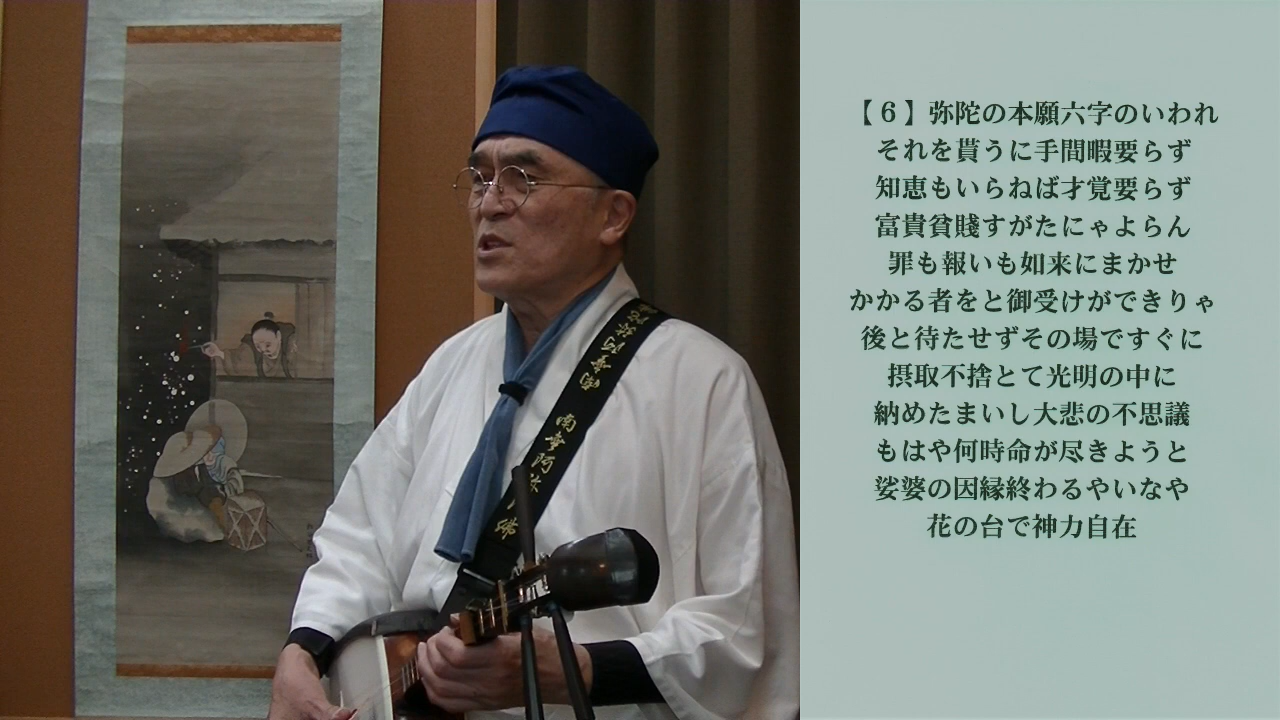 【６】弥陀の本願六字のいわれ
それを貰うに手間暇要らず
知恵もいらねば才覚要らず
富貴貧賤すがたにゃよらん
罪も報いも如来にまかせ
かかる者をと御受けができりゃ
後と待たせずその場ですぐに
摂取不捨とて光明の中に
納めたまいし大悲の不思議
もはや何時命が尽きようと
娑婆の因縁終わるやいなや
花の台で神力自在
南無阿弥